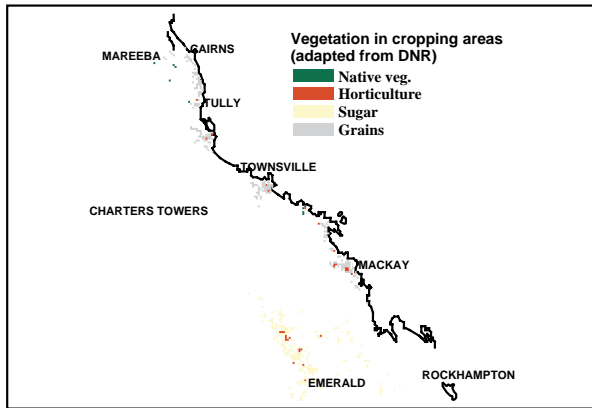 Vegetation in cropping areas
(adapted from DNR)
Native veg.
Horticulture
Sugar
Grains
CAIRNS
MAREEBA
TULLY
TOWNSVILLE
CHARTERS TOWERS
MACKAY
EMERALD
ROCKHAMPTON